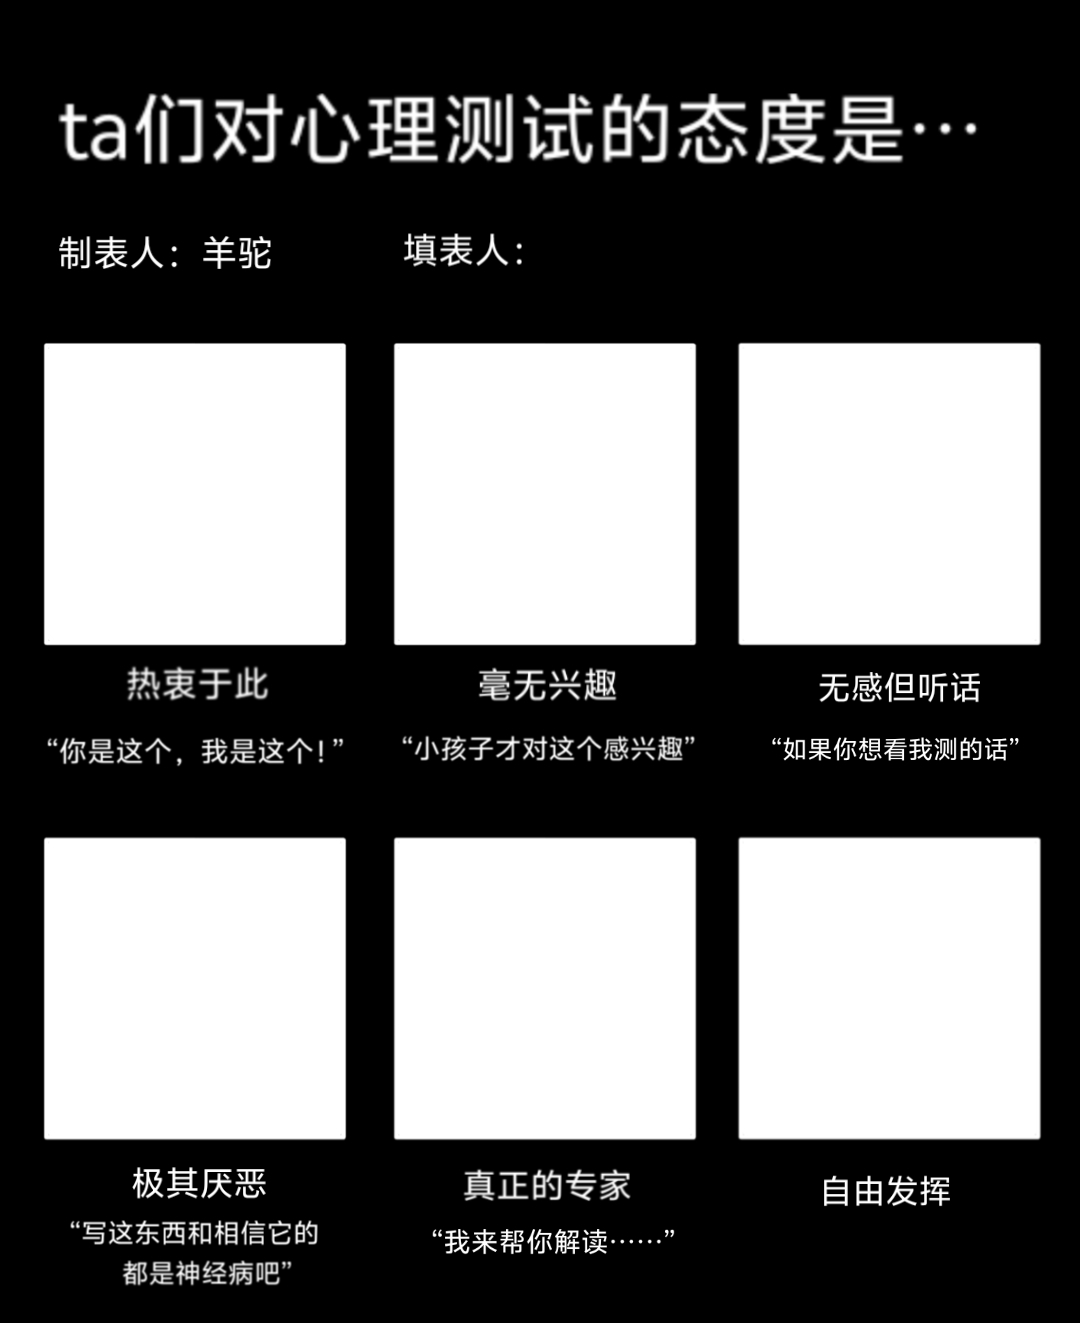 ta们对心理测试的态度是…
制表人：羊驼
填表人：
热衷于此
毫无兴趣
无感但听话
“你是这个，我是这个！”
“小孩子才对这个感兴趣”
“如果你想看我测的话”
极其厌恶
真正的专家
自由发挥
“写这东西和相信它的
都是神经病吧”
“我来帮你解读……”